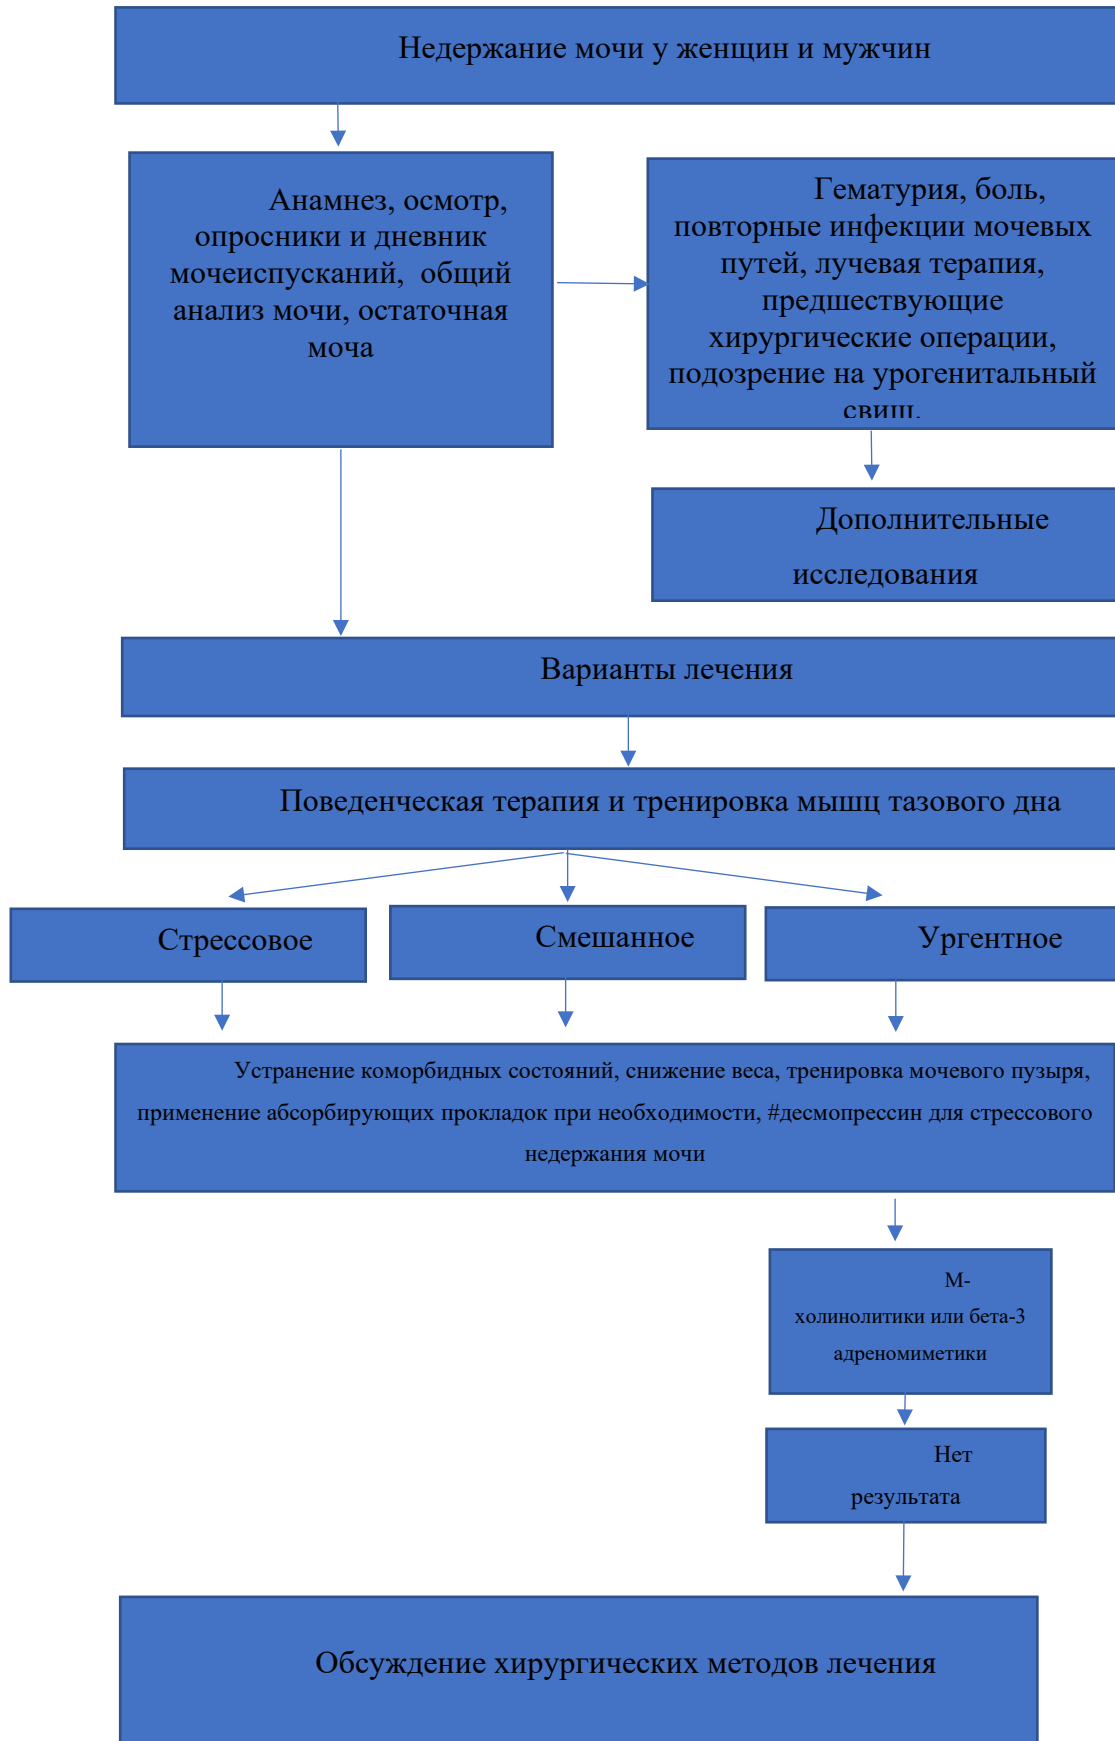 Недержание мочи у женщин и мужчин
Анамнез, осмотр,
опросники и дневник
мочеиспусканий, общий
анализ мочи, остаточная
моча
Гематурия, боль,
повторные инфекции мочевых
путей, лучевая терапия,
предшествующие
хирургические операции,
подозрение на урогенитальный
свищ.
Дополнительные
исследования
Варианты лечения
Поведенческая терапия и тренировка мышц тазового дна
Стрессовое
Смешанное
Ургентное
Устранение коморбидных состояний, снижение веса, тренировка мочевого пузыря,
применение абсорбирующих прокладок при необходимости, #десмопрессин для стрессового
недержания мочи
М-
холинолитики или бета-3
адреномиметики
Нет
результата
Обсуждение хирургических методов лечения